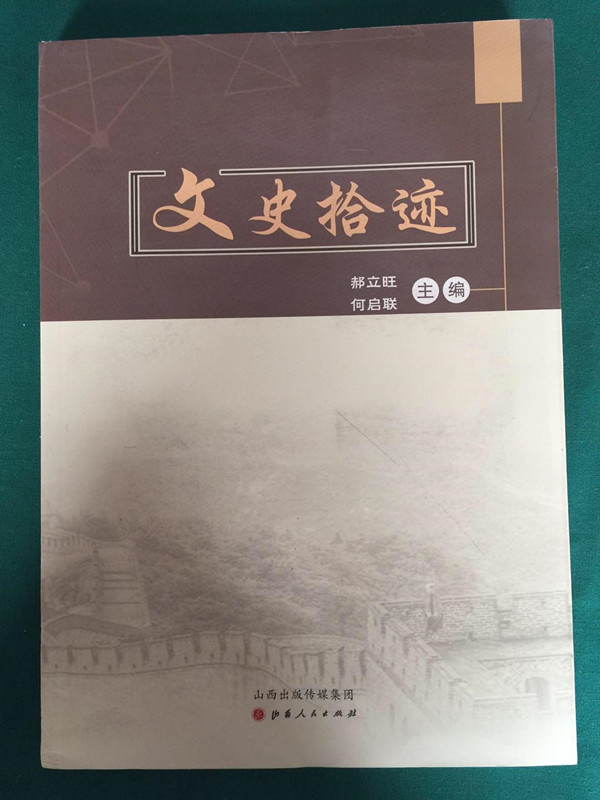 文史拾迹
郝立旺
何启联
主编
山西出版传媒集团
山西人民出版社